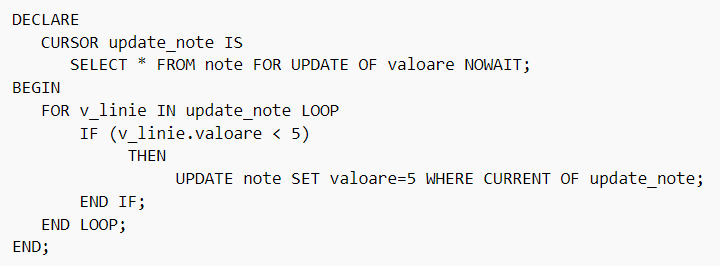 DECLARE
CURSOR update_note IS
SELECT * FROM note FOR UPDATE OF valoare NOWAIT;
BEGIN
FOR v_linie IN update_note LOOP
IF (v_linie.valoare < 5)
THEN
UPDATE note SET valoare=5 WHERE CURRENT OF update_note;
END IF;
END LOOP;
END;